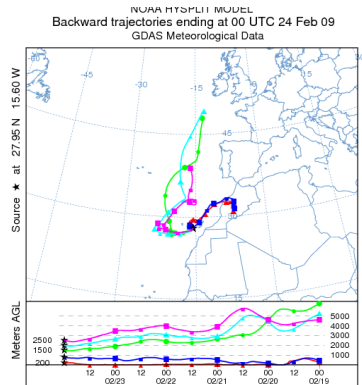 NOAA HYSPLIT MODEL
Backward trajectories ending at 00 UTC 24 Feb 09
GDAS Meteorological Data
Source ★ at 27.95 N 15.60 W
-45
-30
-15
45
Meters AGL
2500
1500
200
5000
4000
3000
2000
1000
12 00 12 00 12 00 12 00 12 00
02/23 02/22 02/21 02/20 02/19